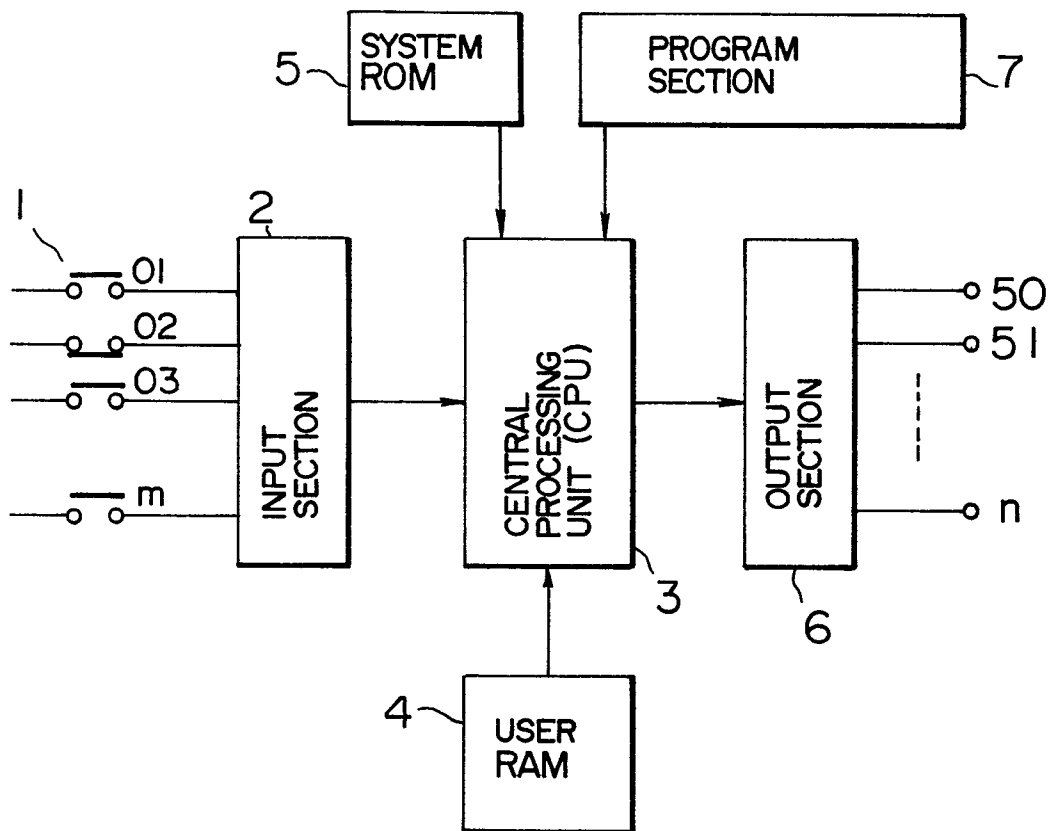 SYSTEM
ROM
5
PROGRAM
SECTION
7
1
2
01
02
03
m
INPUT
SECTION
CENTRAL
PROCESSING
UNIT (CPU)
3
OUTPUT
SECTION
6
50
51
n
4
USER
RAM